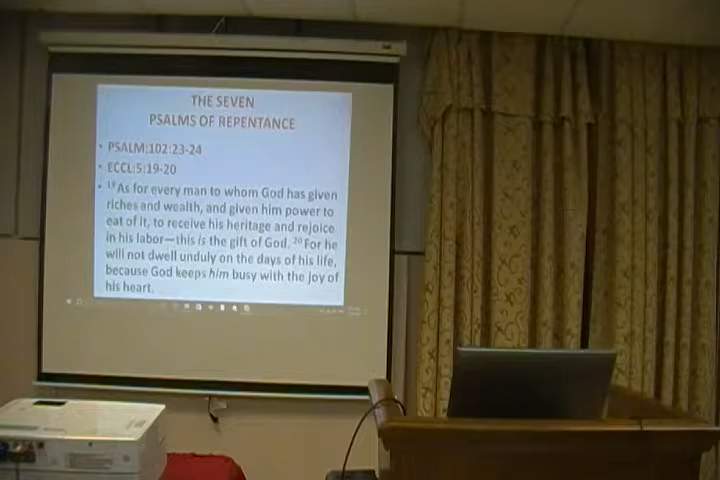 THE SEVEN
PSALMS OF REPENTANCE
• PSALM:102:23-24
• ECCL:5:19-20
• 19 As for every man to whom God has given
riches and wealth, and given him power to
eat of it, to receive his heritage and rejoice
in his labor—this is the gift of God. 20 For he
will not dwell unduly on the days of his life,
because God keeps him busy with the joy of
his heart.